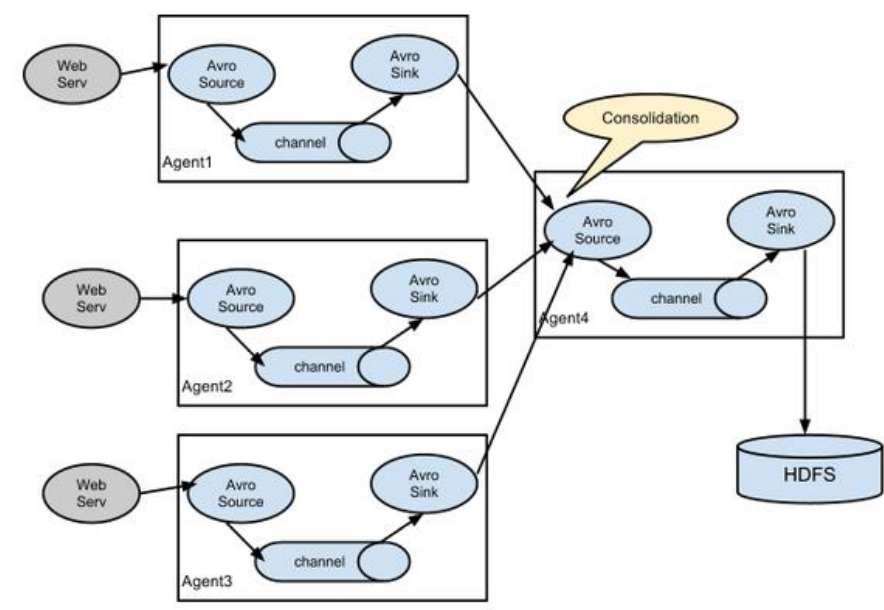 Web
Serv
Avro
Source
Avro
Sink
channel
Agent1
Consolidation
Web
Serv
Avro
Source
Avro
Sink
channel
Agent2
Avro
Source
Avro
Sink
channel
Agent4
Web
Serv
Avro
Source
Avro
Sink
channel
Agent3
HDFS